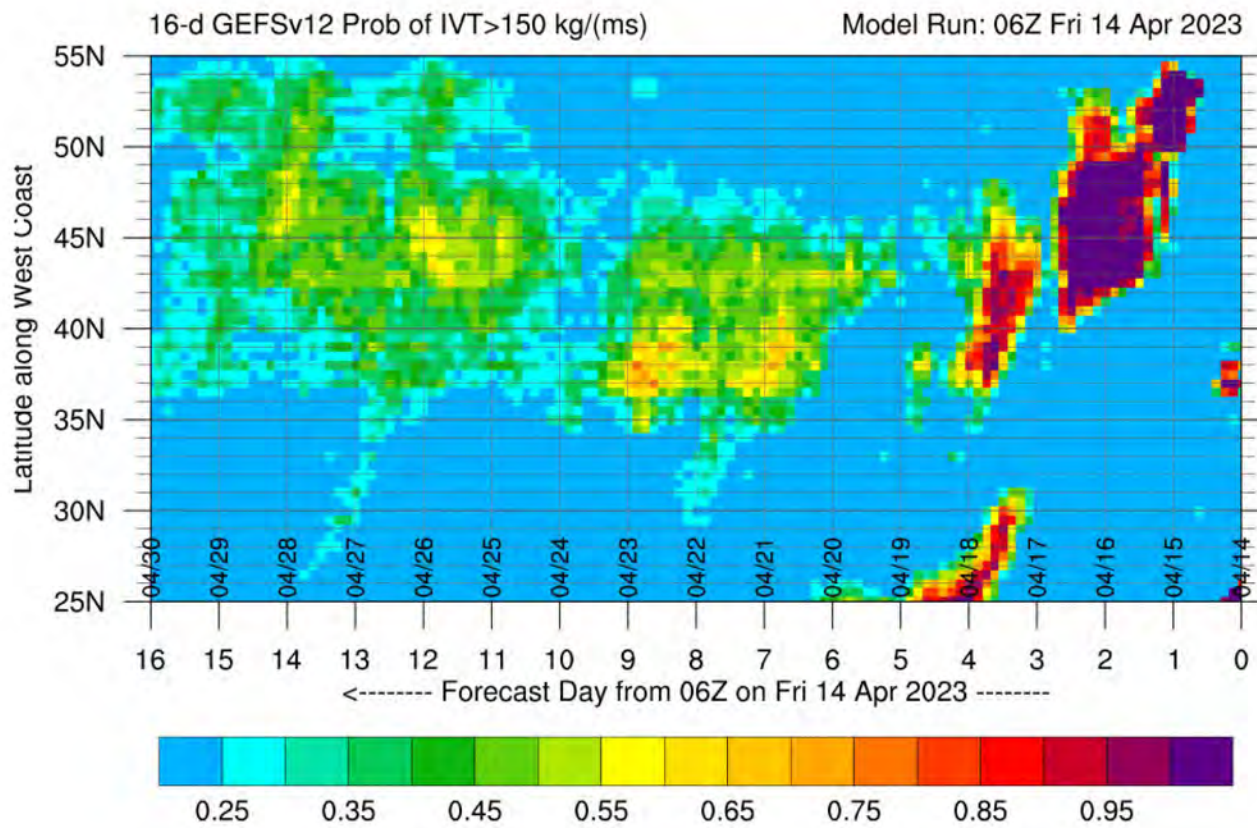 16-d GEFSv12 Prob of IVT>150 kg/(ms) Model Run: 06Z Fri 14 Apr 2023
55N
50N
45N
40N
35N
30N
25N
Latitude along West Coast
04/30 04/29 04/28 04/27 04/26 04/25 04/24 04/23 04/22 04/21 04/20 04/19 04/18 04/17 04/16 04/15 04/14
16 15 14 13 12 11 10 9 8 7 6 5 4 3 2 1 0
<-------- Forecast Day from 06Z on Fri 14 Apr 2023 --------
0.25 0.35 0.45 0.55 0.65 0.75 0.85 0.95